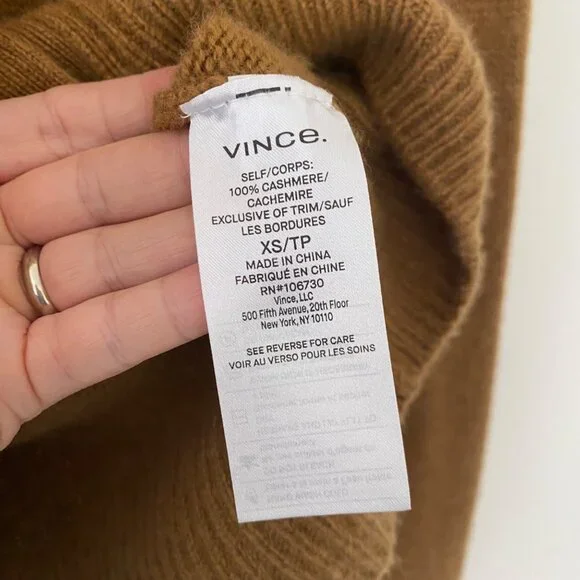 VINCE.
SELF/CORPS:
100% CASHMERE/
CACHEMIRE
EXCLUSIVE OF TRIM/SAUF
LES BORDURES
XS/TP
MADE IN CHINA
FABRIQUÉ EN CHINE
RN#106730
Vince, LLC
500 Fifth Avenue, 20th Floor
New York, NY 10110
SEE REVERSE FOR CARE
VOIR AU VERSO POUR LES SOINS